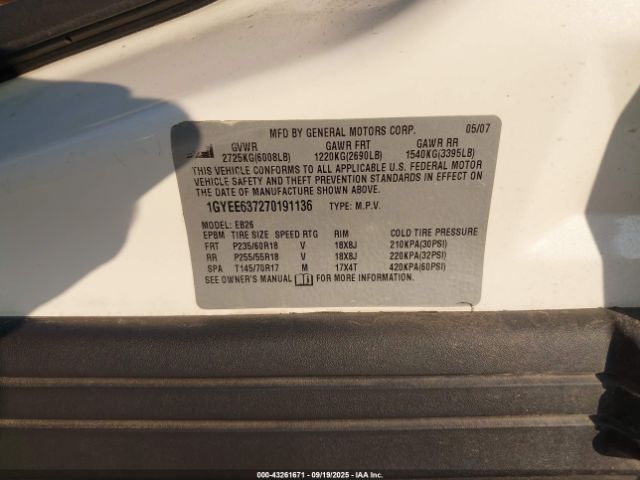 MFD BY GENERAL MOTORS CORP. 05/07
GVWR GAWR FRT GAWR RR
2725KG(6008LB) 1220KG(2690LB) 1540KG(3395LB)
THIS VEHICLE CONFORMS TO ALL APPLICABLE U.S. FEDERAL MOTOR
VEHICLE SAFETY AND THEFT PREVENTION STANDARDS IN EFFECT ON
THE DATE OF MANUFACTURE SHOWN ABOVE.
1GYEE637270191136 TYPE: M.P.V.
MODEL: EB26
EPBM TIRE SIZE SPEED RTG RIM COLD TIRE PRESSURE
FRT P235/60R18 V 18X8J 210KPA(30PSI)
RR P255/55R18 V 18X8J 220KPA(32PSI)
SPA T145/70R17 M 17X4T 420KPA(60PSI)
SEE OWNER'S MANUAL FOR MORE INFORMATION.
000-43261671 - 09/19/2025 - IAAI.COM